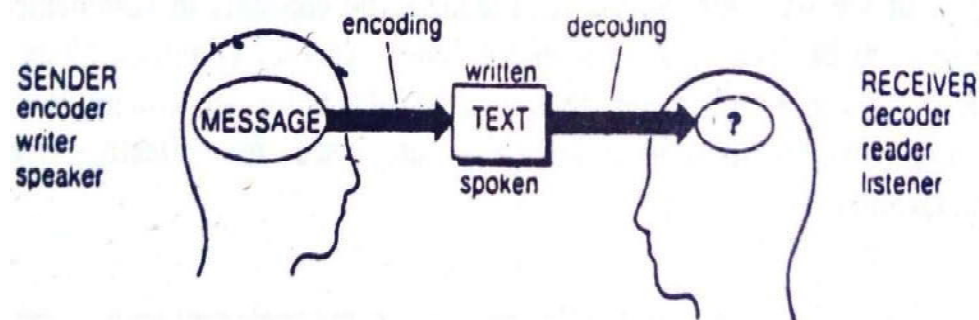 encoding
decoding
SENDER
encoder
writer
speaker
MESSAGE
written
TEXT
spoken
?
RECEIVER
decoder
reader
listener